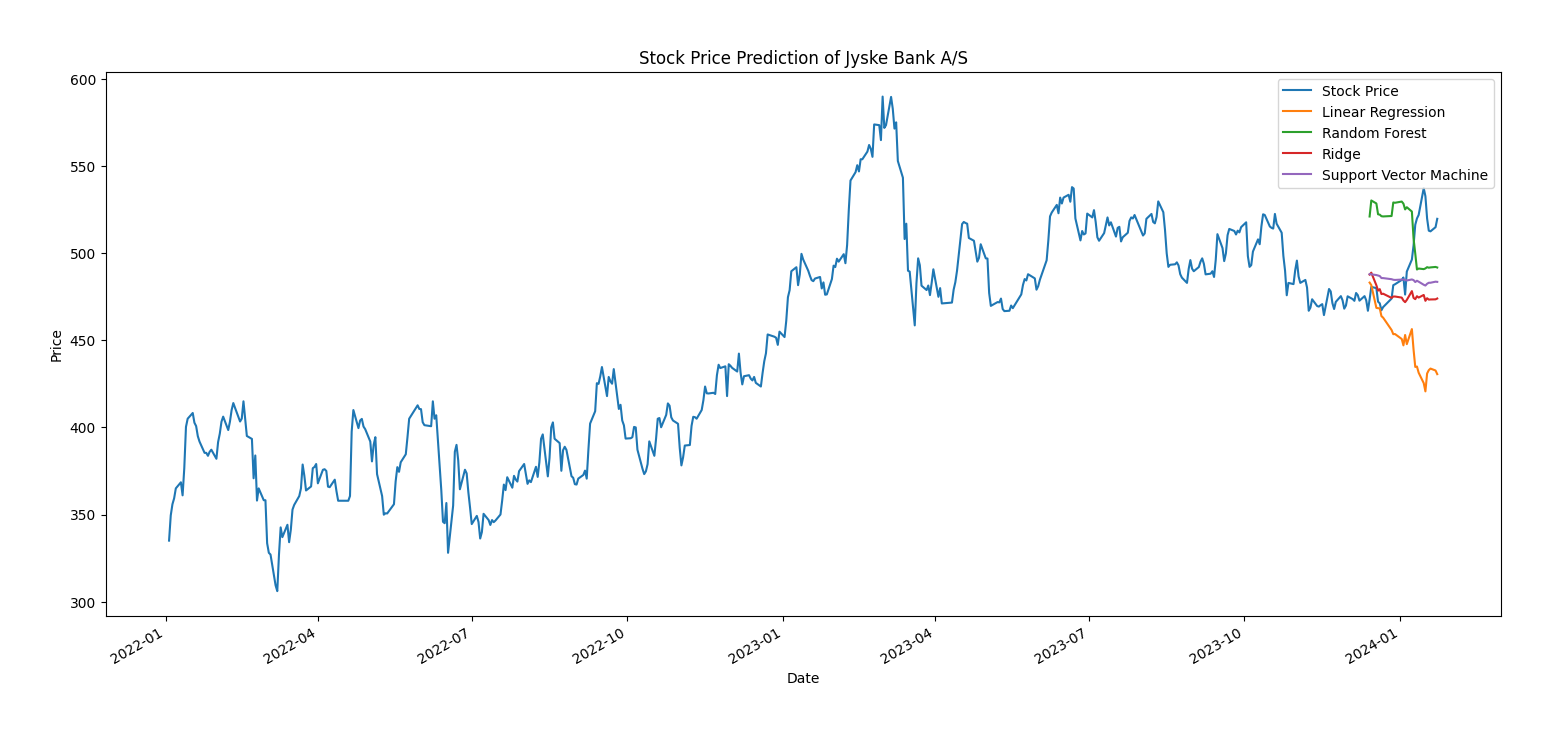 Stock Price Prediction of Jyske Bank A/S
600
550
500
450
400
350
300
Price
Stock Price
Linear Regression
Random Forest
Ridge
Support Vector Machine
2022-01
2022-04
2022-07
2022-10
2023-01
2023-04
2023-07
2023-10
2024-01
Date